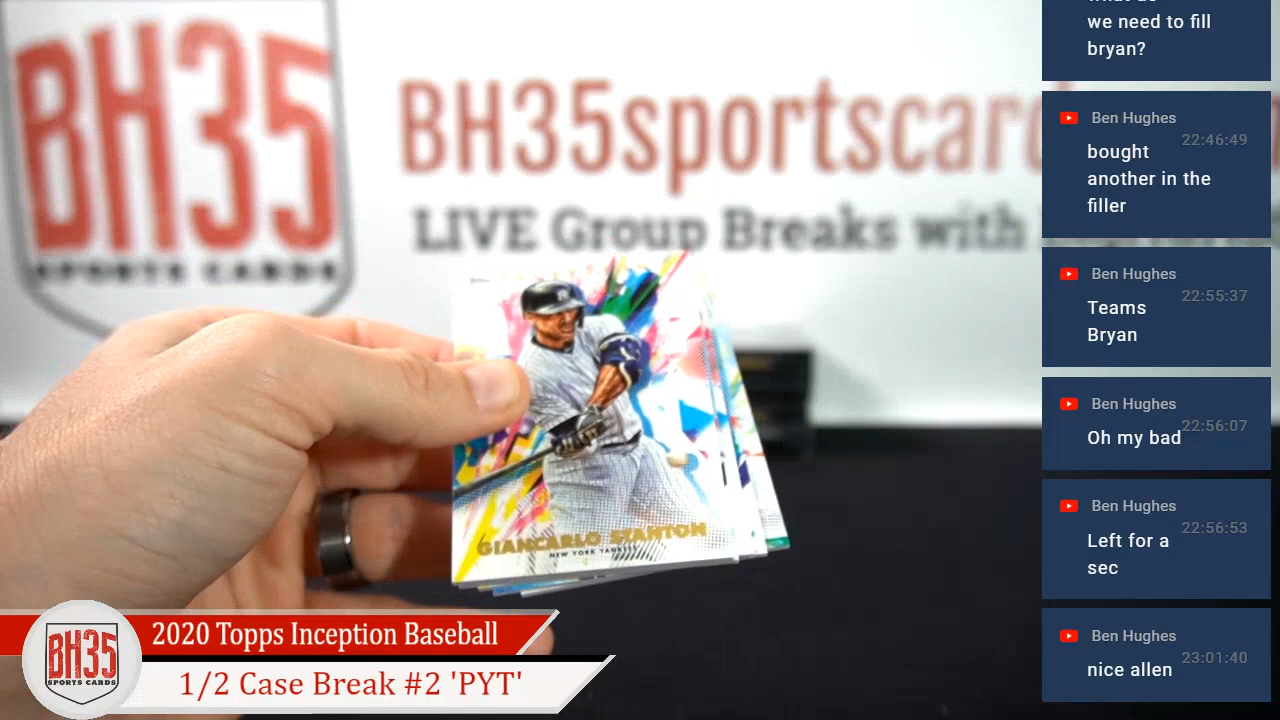 BH35
SPORTS CARDS
BH35sportscard
LIVE Group Breaks with
GIANCARLO STANTON
NEW YORK YANKEES
we need to fill
bryan?
Ben Hughes
22:46:49
bought
another in the
filler
Ben Hughes
22:55:37
Teams
Bryan
Ben Hughes
22:56:07
Oh my bad
Ben Hughes
22:56:53
Left for a
sec
Ben Hughes
23:01:40
nice allen
BH35
SPORTS CARDS
2020 Topps Inception Baseball
1/2 Case Break #2 'PYT'